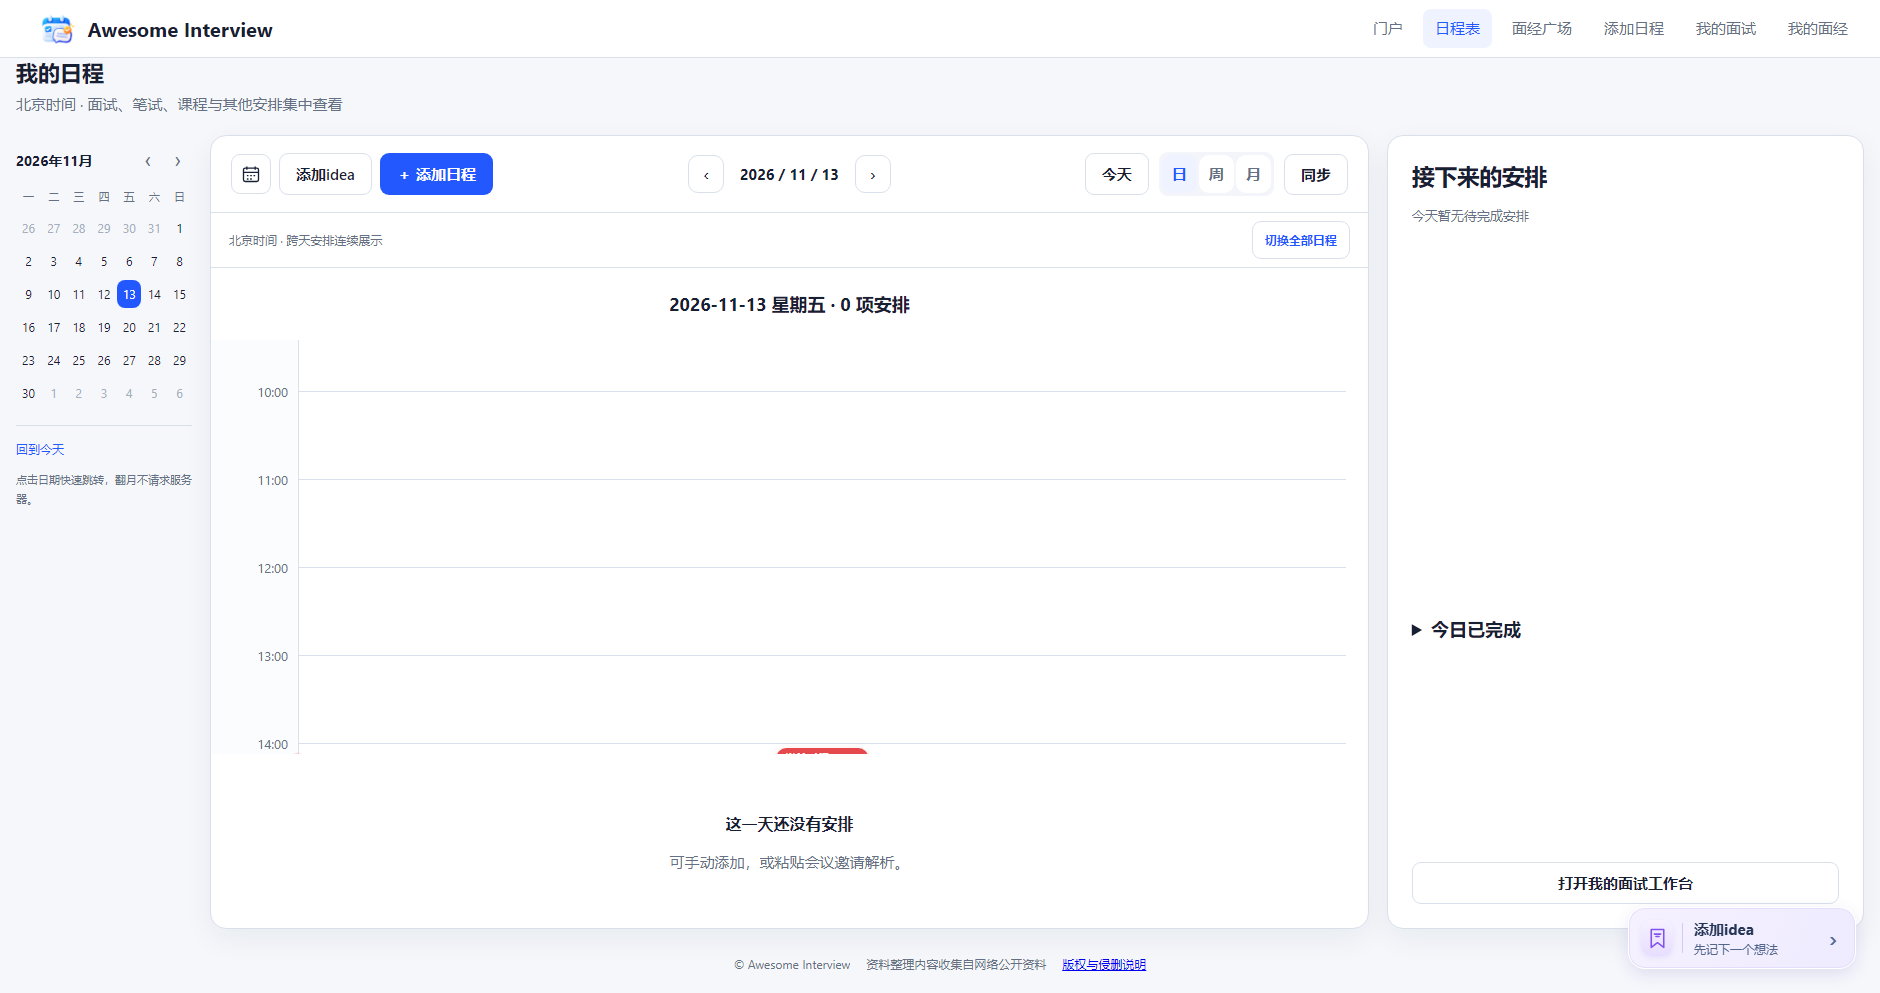 Awesome Interview
门户
日程表
面经广场
添加日程
我的面试
我的面经
我的日程
北京时间 · 面试、笔试、课程与其他安排集中查看
2026年11月 ‹ ›
一 二 三 四 五 六 日
26 27 28 29 30 31 1
2 3 4 5 6 7 8
9 10 11 12 13 14 15
16 17 18 19 20 21 22
23 24 25 26 27 28 29
30 1 2 3 4 5 6
回到今天
点击日期快速跳转，翻月不请求服务
器。
添加idea
+ 添加日程
‹ 2026 / 11 / 13 ›
今天
日 周 月
同步
北京时间 · 跨天安排连续展示
切换全部日程
2026-11-13 星期五 · 0 项安排
10:00
11:00
12:00
13:00
14:00
这一天还没有安排
可手动添加，或粘贴会议邀请解析。
接下来的安排
今天暂无待完成安排
▶ 今日已完成
打开我的面试工作台
添加idea
先记下一个想法
›
© Awesome Interview 资料整理内容收集自网络公开资料 版权与侵删说明